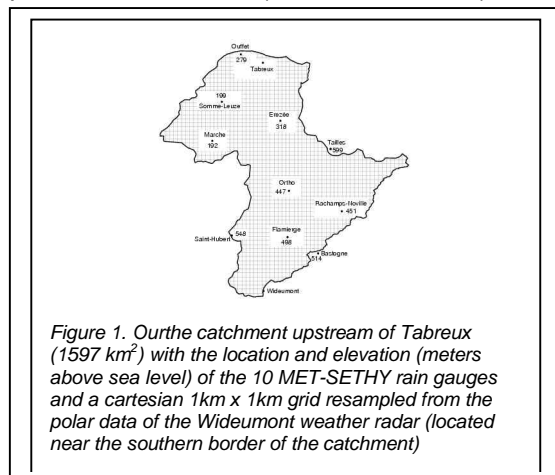 Ouffet
279
Tabreux
199
Somme-Leuze
Erezée
318
Marche
192
Tailles
599
Ortho
447
Rachamps-Noville
451
548
Saint-Hubert
Flamierge
498
Bastogne
514
Wideumont
Figure 1. Ourthe catchment upstream of Tabreux
(1597 km²) with the location and elevation (meters
above sea level) of the 10 MET-SETHY rain gauges
and a cartesian 1km x 1km grid resampled from the
polar data of the Wideumont weather radar (located
near the southern border of the catchment)